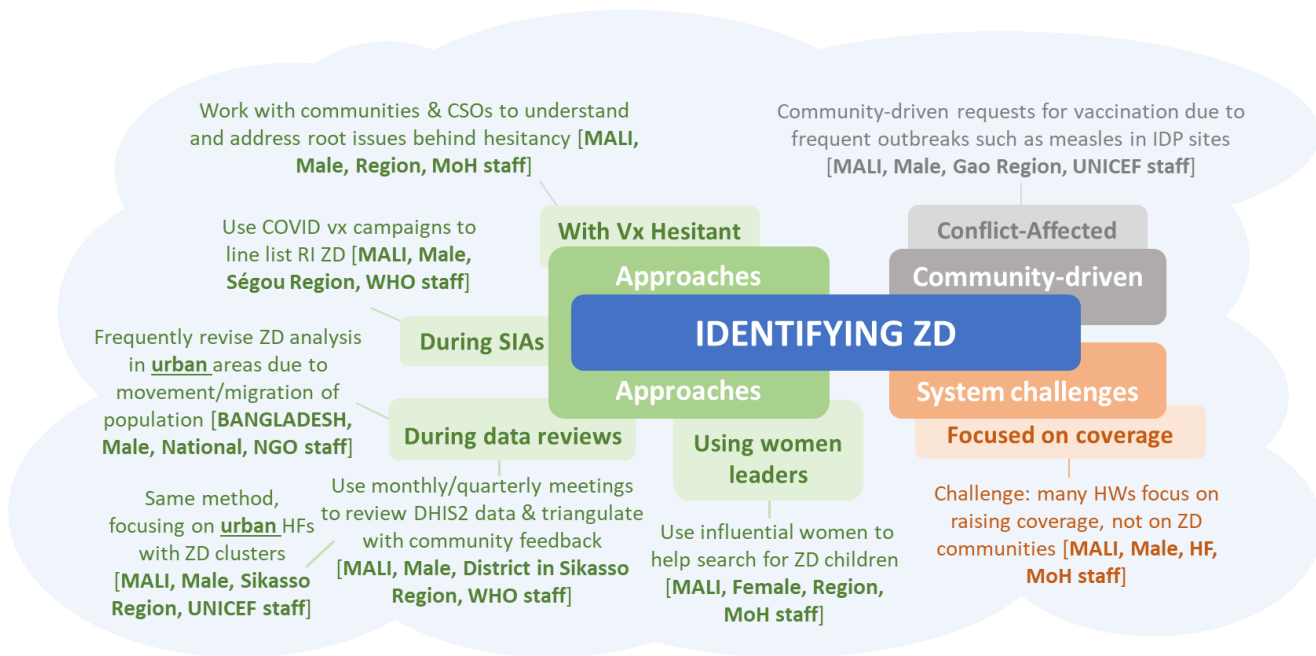 Work with communities & CSOs to understand
and address root issues behind hesitancy [MALI,
Male, Region, MoH staff]
Community-driven requests for vaccination due to
frequent outbreaks such as measles in IDP sites
[MALI, Male, Gao Region, UNICEF staff]
With Vx Hesitant
Conflict-Affected
Use COVID vx campaigns to
line list RI ZD [MALI, Male,
Ségou Region, WHO staff]
Approaches
Community-driven
IDENTIFYING ZD
During SIAs
Approaches
System challenges
Frequently revise ZD analysis
in urban areas due to
movement/migration of
population [BANGLADESH,
Male, National, NGO staff]
During data reviews
Using women
leaders
Focused on coverage
Same method,
focusing on urban HFs
with ZD clusters
[MALI, Male, Sikasso
Region, UNICEF staff]
Use monthly/quarterly meetings
to review DHIS2 data & triangulate
with community feedback
[MALI, Male, District in Sikasso
Region, WHO staff]
Use influential women to
help search for ZD children
[MALI, Female, Region,
MoH staff]
Challenge: many HWs focus on
raising coverage, not on ZD
communities [MALI, Male, HF,
MoH staff]